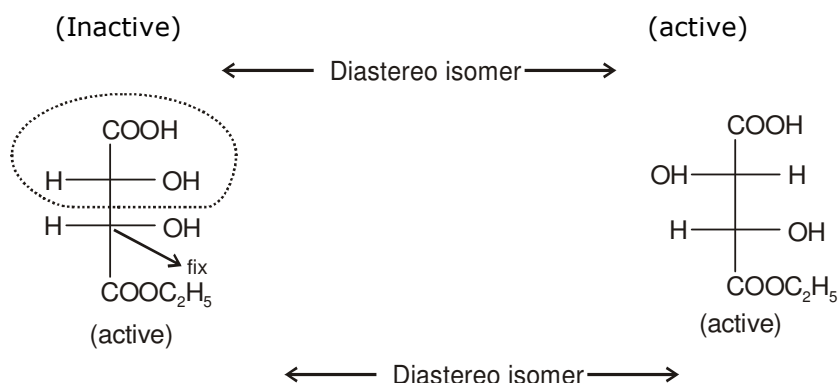 (Inactive) (active)
Diastereo isomer
COOH
H OH
H OH
fix
COOC2H5
(active)
COOH
OH H
H OH
COOC2H5
(active)
Diastereo isomer